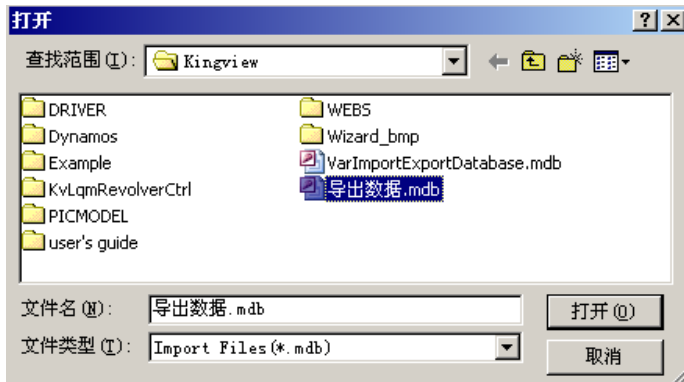 打开
查找范围(I): Kingview
DRIVER
Dynamos
Example
KvLqmRevolverCtrl
PICMODEL
user's guide
WEBS
Wizard_bmp
VarImportExportDatabase.mdb
导出数据.mdb
文件名(N): 导出数据.mdb 打开(O)
文件类型(T): Import Files(*.mdb) 取消